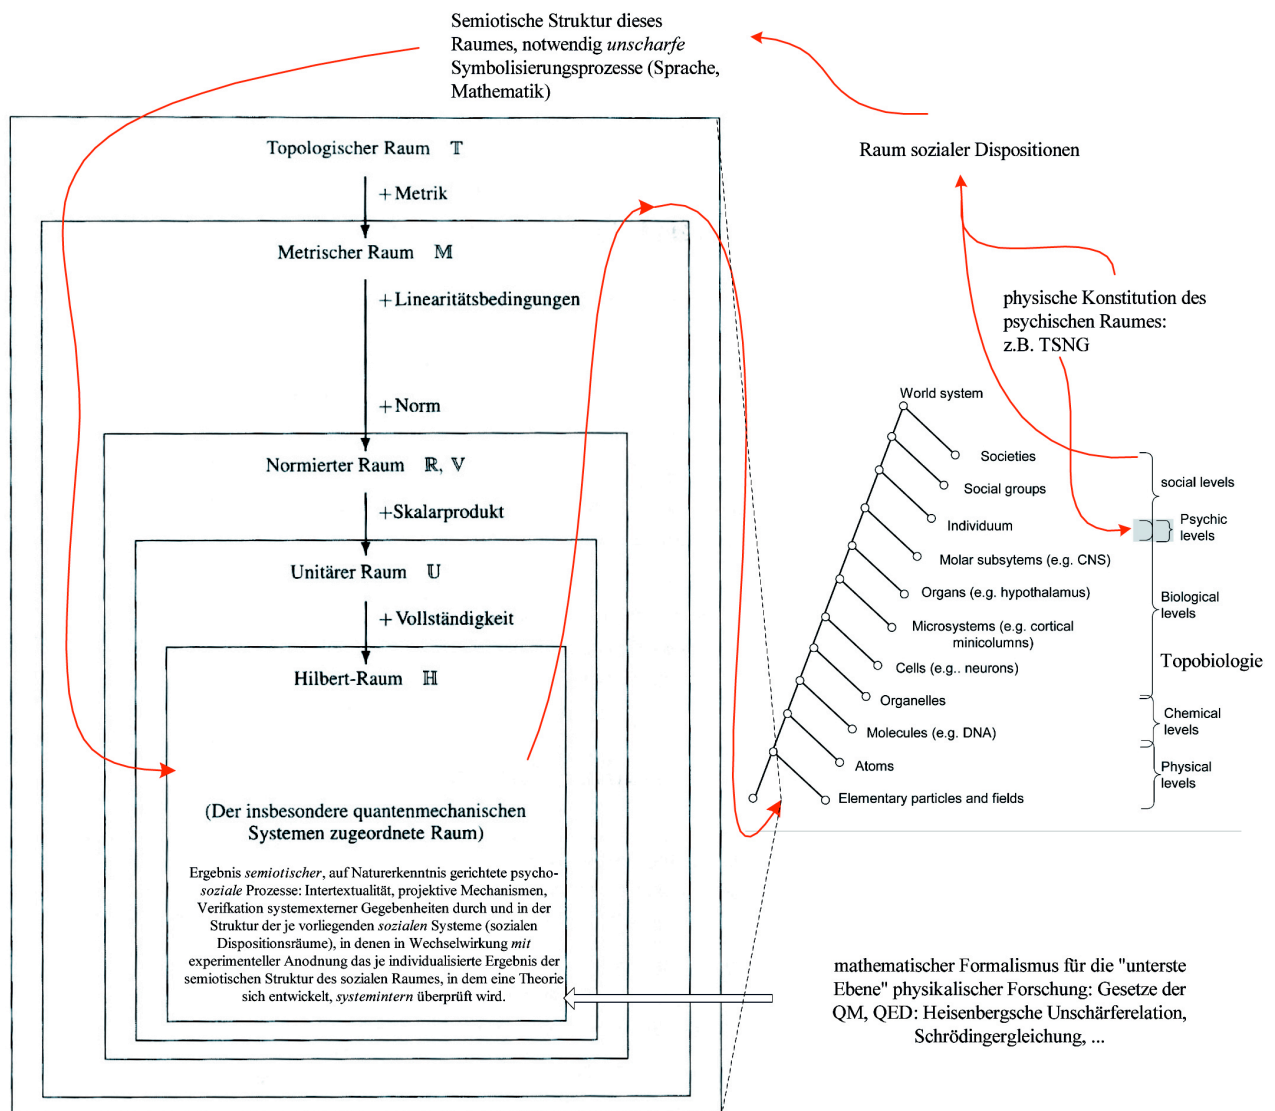 Semiotische Struktur dieses
Raumes, notwendig unscharfe
Symbolisierungsprozesse (Sprache,
Mathematik)
Topologischer Raum 𝕋
+ Metrik
Metrischer Raum 𝕄
+ Linearitätsbedingungen
+ Norm
Normierter Raum ℝ, 𝕍
+ Skalarprodukt
Unitärer Raum 𝕌
+ Vollständigkeit
Hilbert-Raum ℍ
(Der insbesondere quantenmechanischen
Systemen zugeordnete Raum)
Ergebnis semiotischer, auf Naturerkenntnis gerichtete psycho-
soziale Prozesse: Intertextualität, projektive Mechanismen,
Verifkation systemexterner Gegebenheiten durch und in der
Struktur der je vorliegenden sozialen Systeme (sozialen
Dispositionsräume), in denen in Wechselwirkung mit
experimenteller Anodnung das je individualisierte Ergebnis der
semiotischen Struktur des sozialen Raumes, in dem eine Theorie
sich entwickelt, systemintern überprüft wird.
Raum sozialer Dispositionen
physische Konstitution des
psychischen Raumes:
z.B. TSNG
World system
Societies
Social groups
Individuum
Molar subsytems (e.g. CNS)
Organs (e.g. hypothalamus)
Microsystems (e.g. cortical
minicolumns)
Cells (e.g.. neurons)
Organelles
Molecules (e.g. DNA)
Atoms
Elementary particles and fields
social levels
Psychic
levels
Biological
levels
Topobiologie
Chemical
levels
Physical
levels
mathematischer Formalismus für die "unterste
Ebene" physikalischer Forschung: Gesetze der
QM, QED: Heisenbergsche Unschärferelation,
Schrödingergleichung, ...